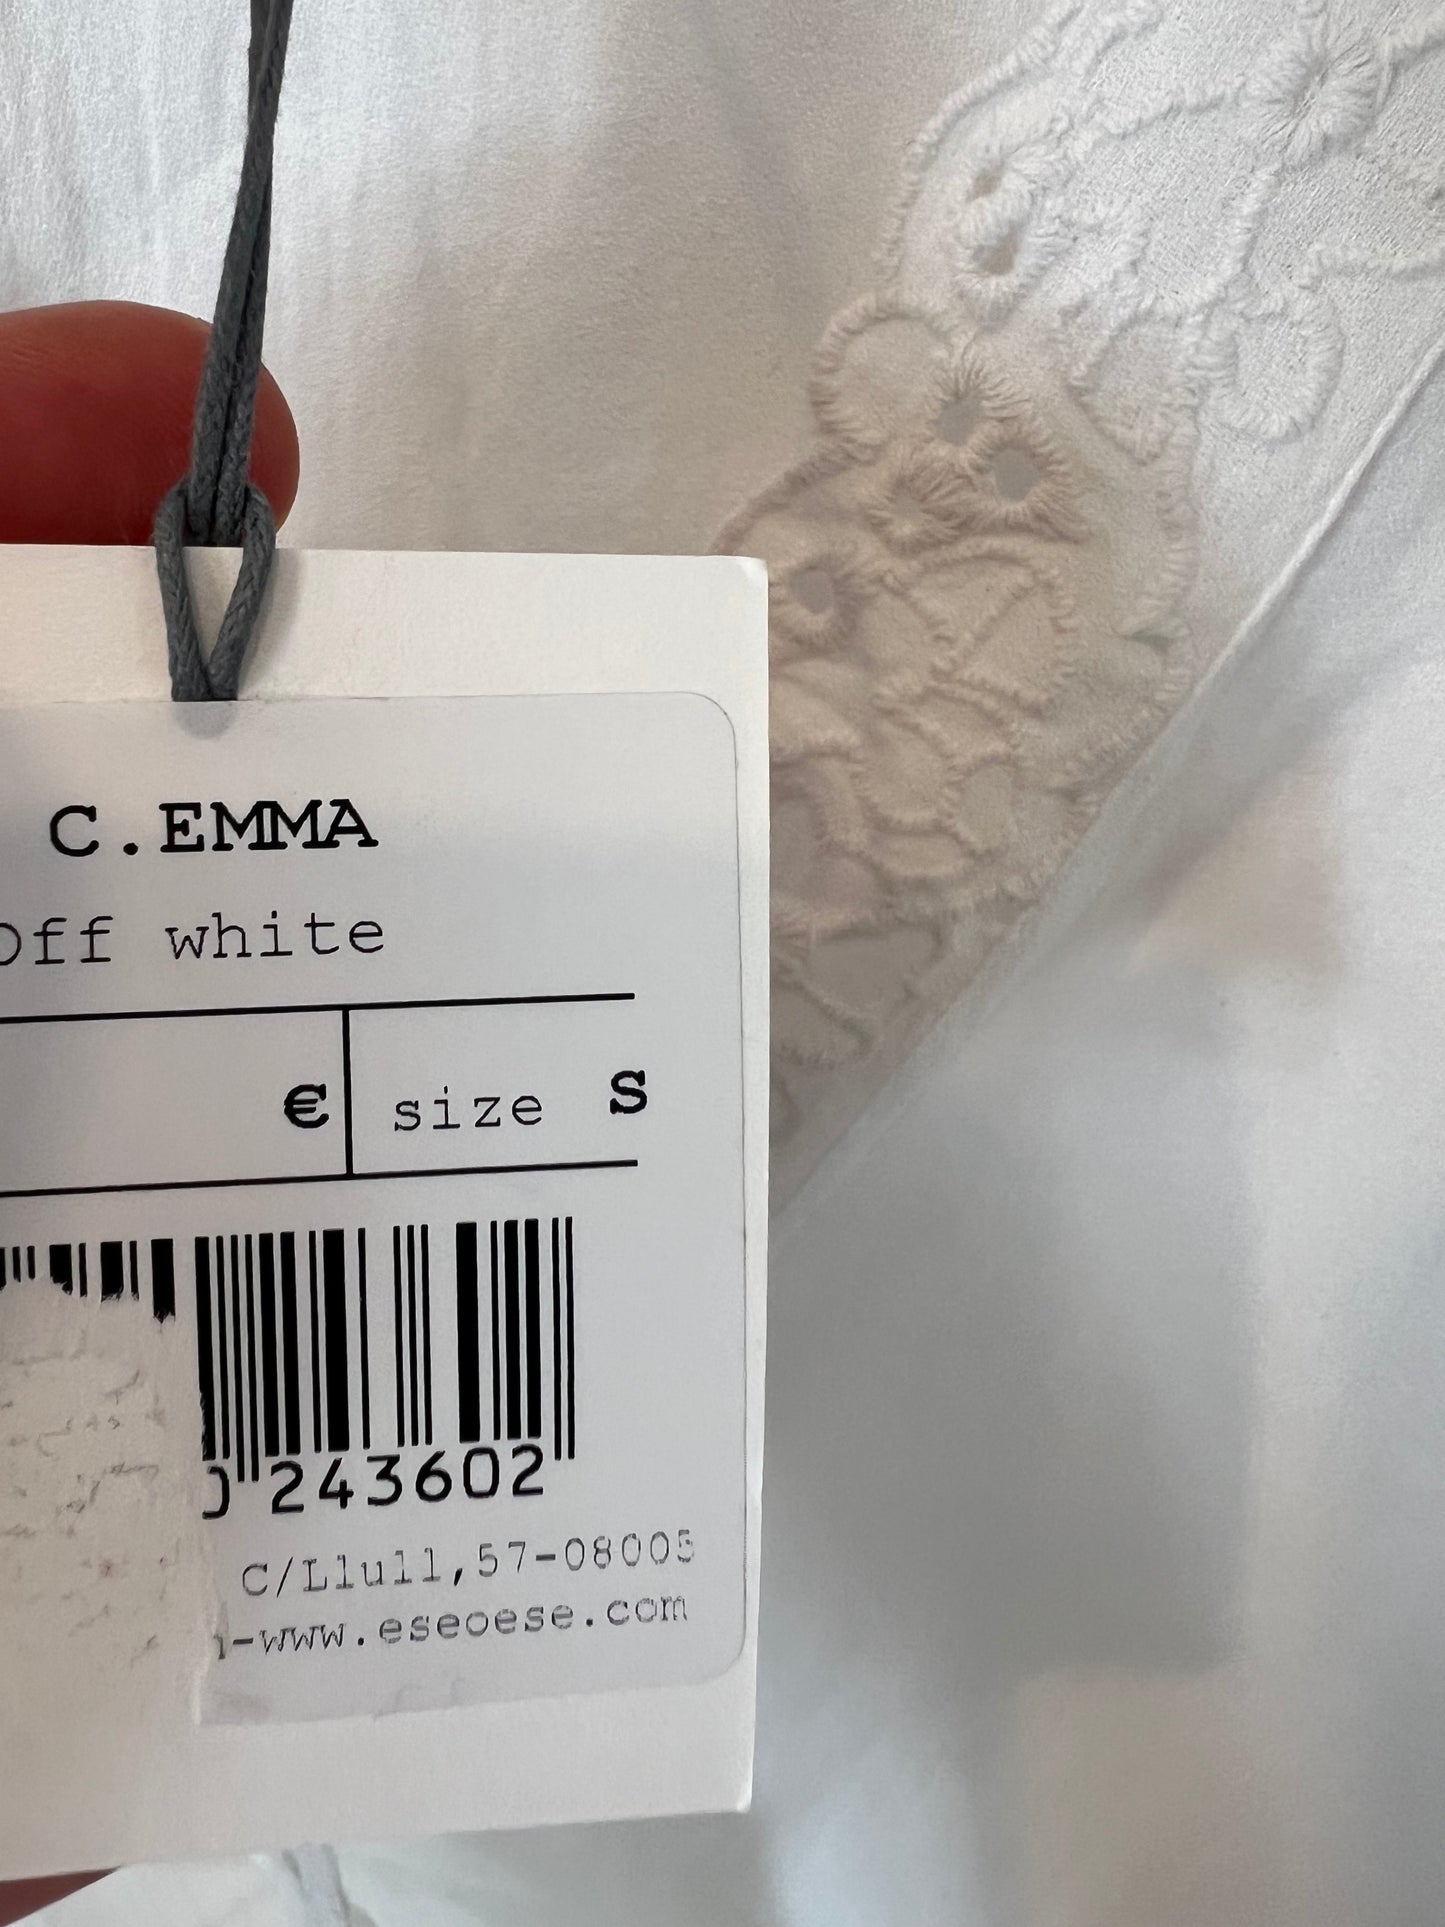 C.EMMA
Off white
€ size S
243602
C/Llull,57-08005
-www.eseoese.com